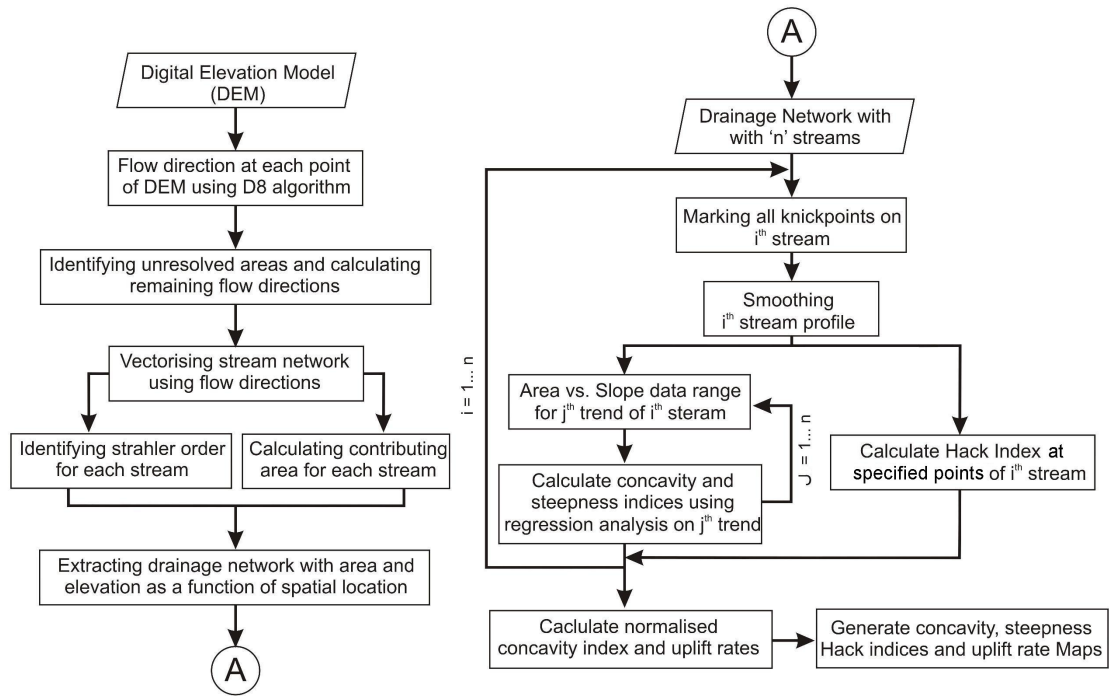 Digital Elevation Model
(DEM)
Flow direction at each point
of DEM using D8 algorithm
Identifying unresolved areas and calculating
remaining flow directions
Vectorising stream network
using flow directions
Identifying strahler order
for each stream
Calculating contributing
area for each stream
Extracting drainage network with area and
elevation as a function of spatial location
A
A
Drainage Network with
with ‘n’ streams
Marking all knickpoints on
ith stream
Smoothing
ith stream profile
i = 1... n
Area vs. Slope data range
for jth trend of ith steram
J = 1... n
Calculate concavity and
steepness indices using
regression analysis on jth trend
Calculate Hack Index at
specified points of ith stream
Caclulate normalised
concavity index and uplift rates
Generate concavity, steepness
Hack indices and uplift rate Maps